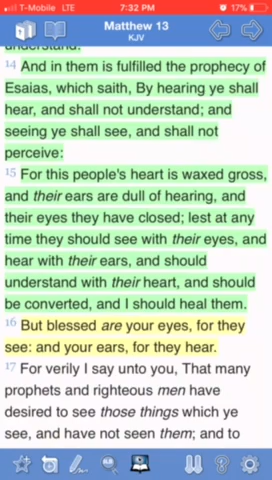 T-Mobile LTE 7:32 PM 17%
Matthew 13
KJV
understand:
14 And in them is fulfilled the prophecy of
Esaias, which saith, By hearing ye shall
hear, and shall not understand; and
seeing ye shall see, and shall not
perceive:
15 For this people's heart is waxed gross,
and their ears are dull of hearing, and
their eyes they have closed; lest at any
time they should see with their eyes, and
hear with their ears, and should
understand with their heart, and should
be converted, and I should heal them.
16 But blessed are your eyes, for they
see: and your ears, for they hear.
17 For verily I say unto you, That many
prophets and righteous men have
desired to see those things which ye
see, and have not seen them; and to